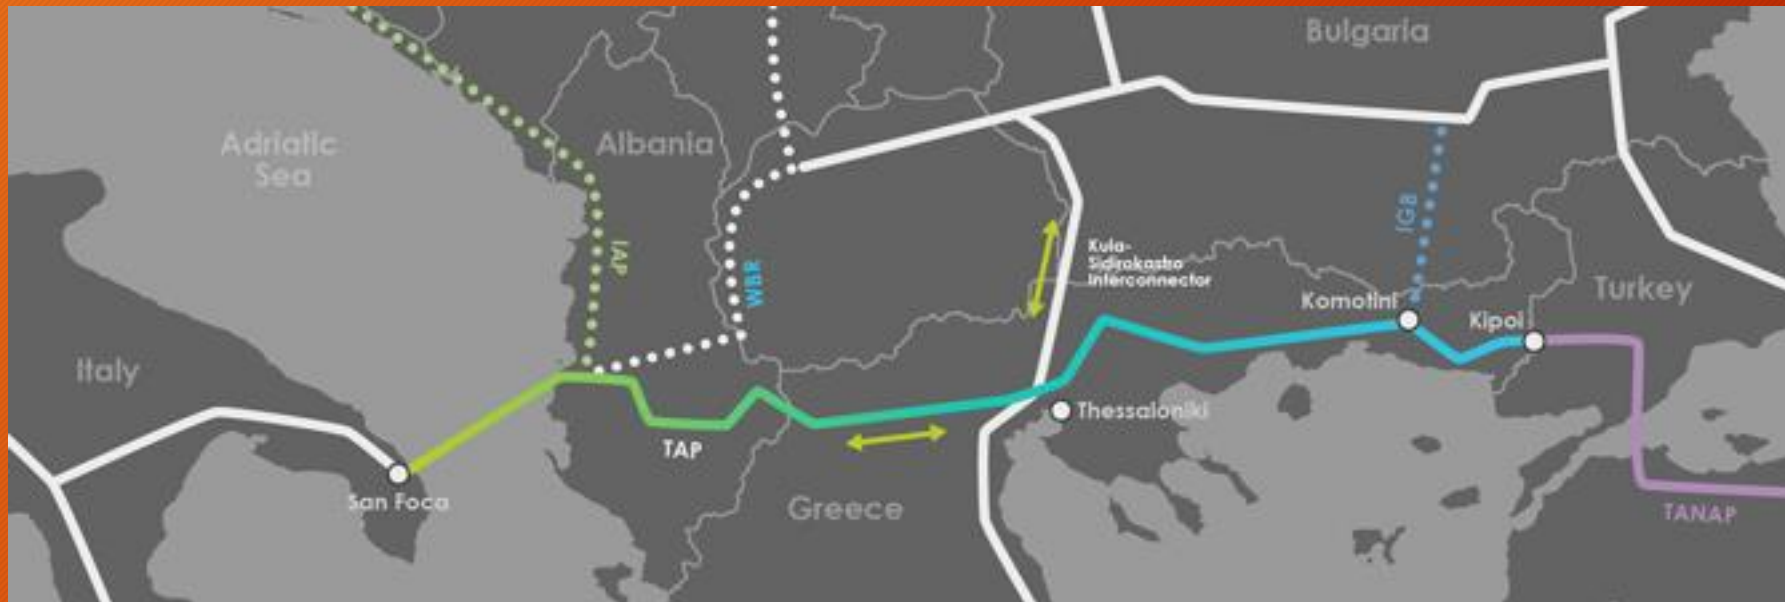 Bulgaria
Adriatic
Sea
Albania
IGB
IAP
WBR
Kula-
Sidirokastro
Interconnector
Turkey
Komotini
Kipoi
Italy
Thessaloniki
TAP
San Foca
Greece
TANAP